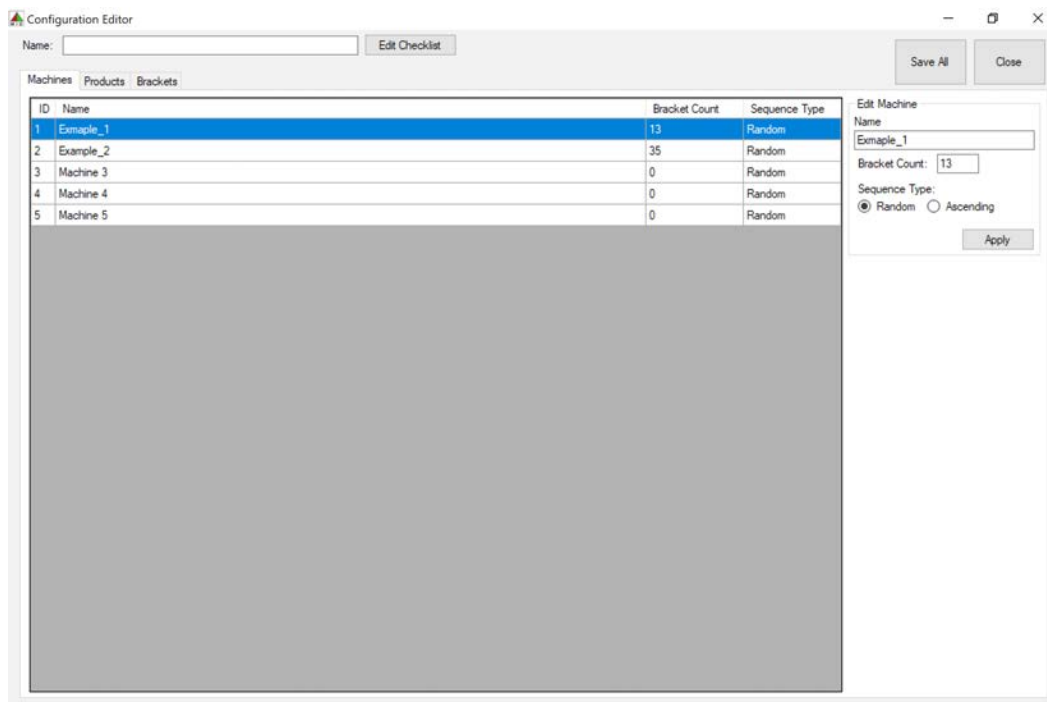 Configuration Editor
Name: Edit Checklist
Save All Close
Machines Products Brackets
ID Name Bracket Count Sequence Type
1 Exmaple_1 13 Random
2 Example_2 35 Random
3 Machine 3 0 Random
4 Machine 4 0 Random
5 Machine 5 0 Random
Edit Machine
Name
Exmaple_1
Bracket Count: 13
Sequence Type:
Random Ascending
Apply